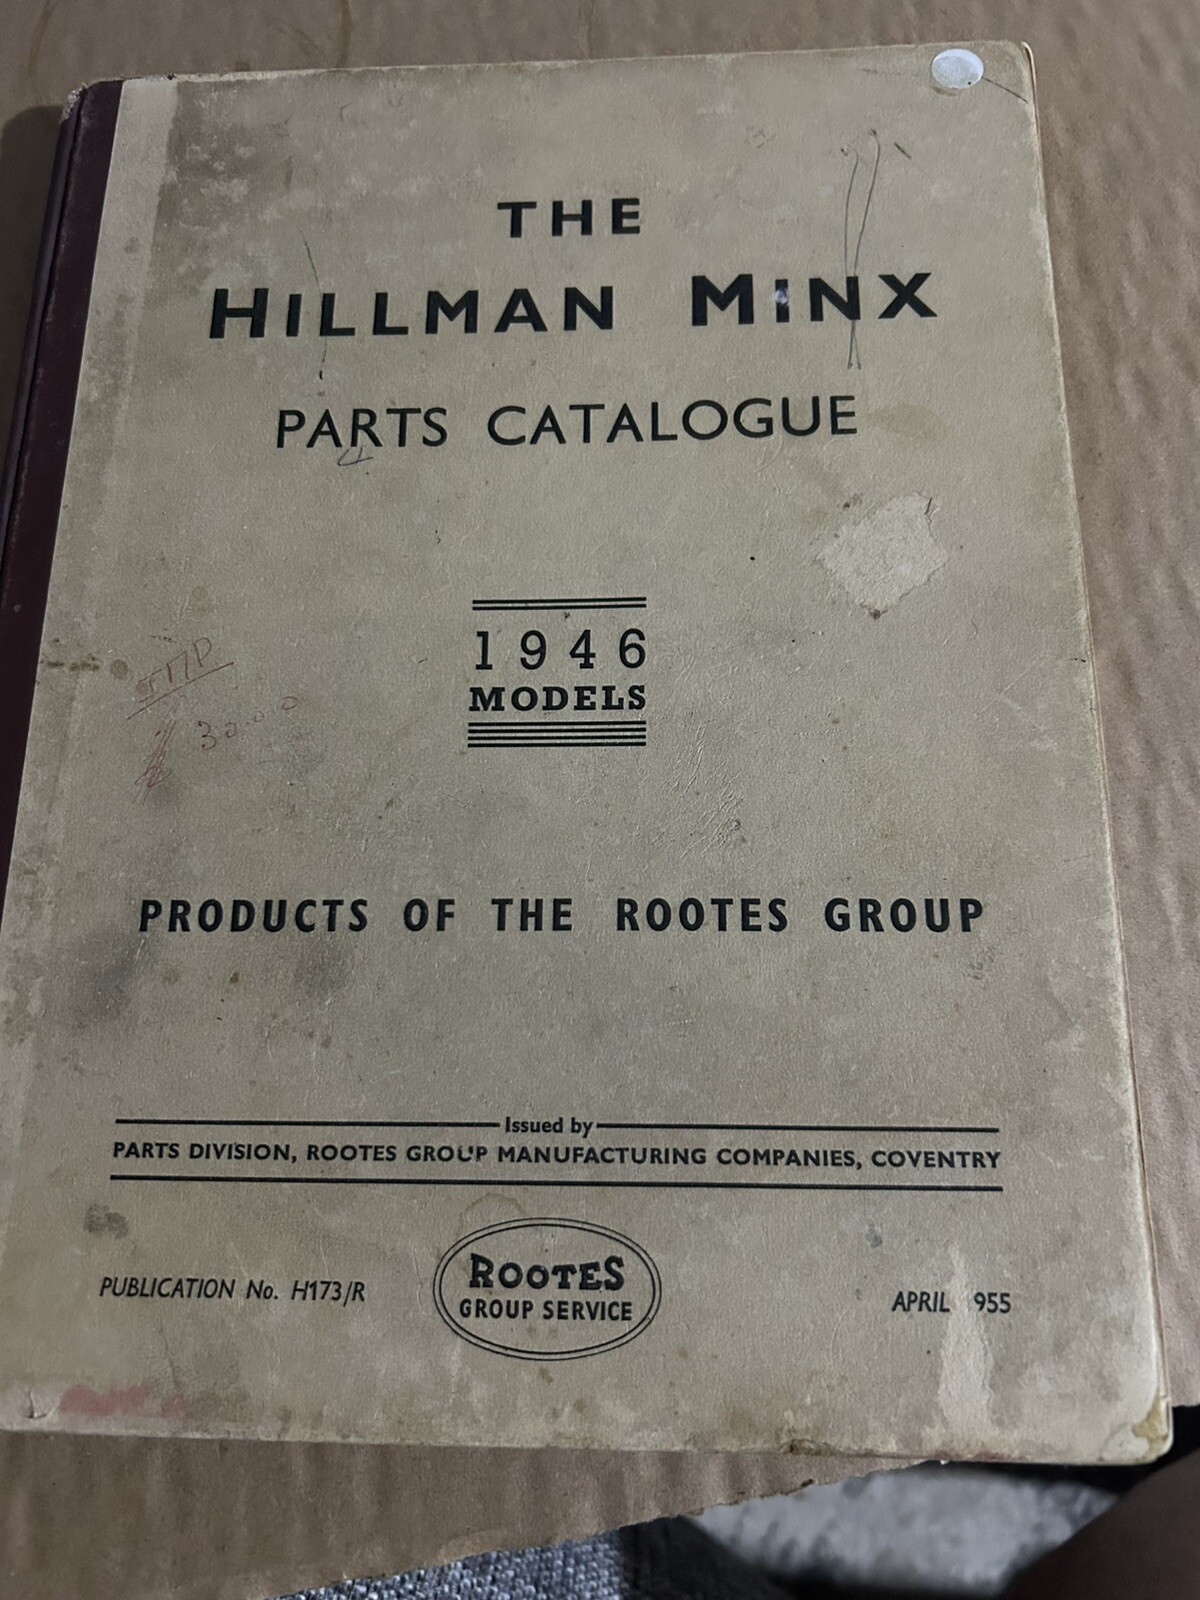 THE
HILLMAN MINX
PARTS CATALOGUE
1946
MODELS
PRODUCTS OF THE ROOTES GROUP
Issued by
PARTS DIVISION, ROOTES GROUP MANUFACTURING COMPANIES, COVENTRY
PUBLICATION No. H173/R
ROOTES
GROUP SERVICE
APRIL 955